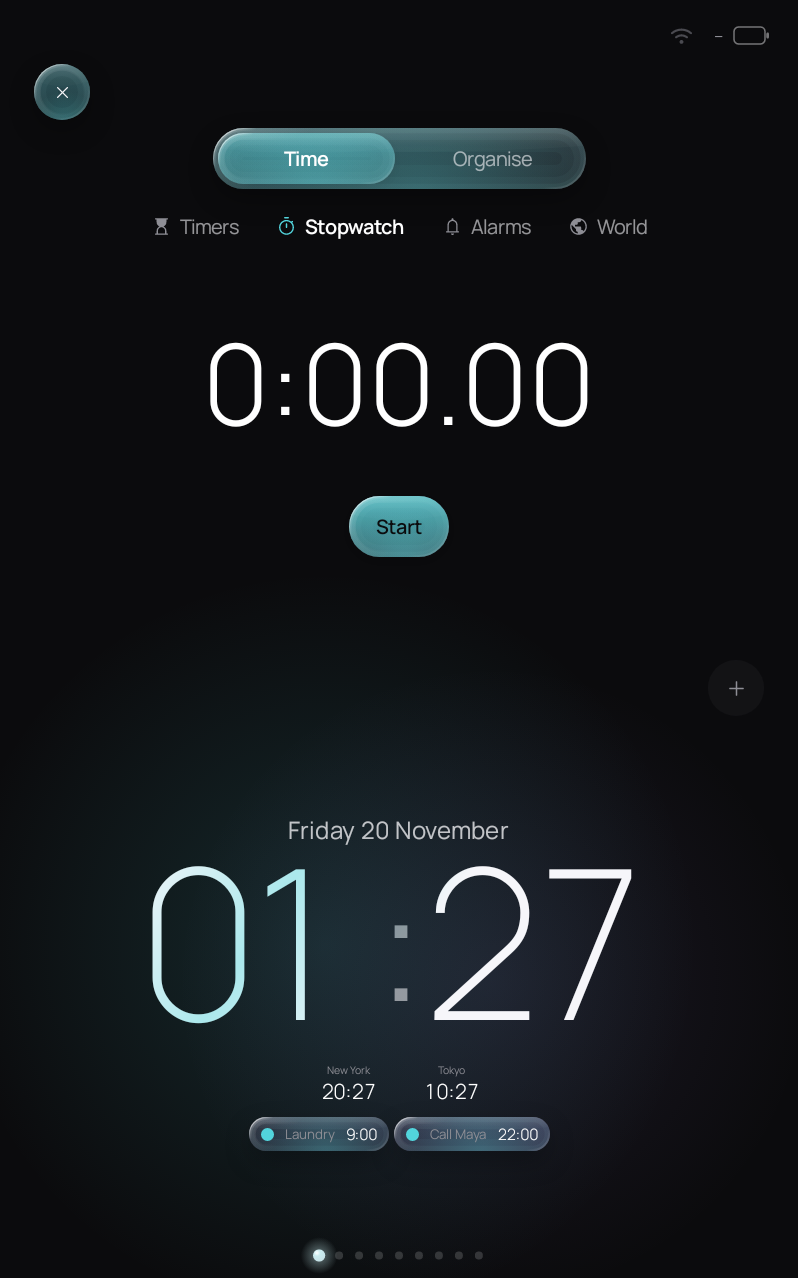 Time Organise
Timers Stopwatch Alarms World
0:00.00
Start
Friday 20 November
01:27
New York Tokyo
20:27 10:27
Laundry 9:00 Call Maya 22:00